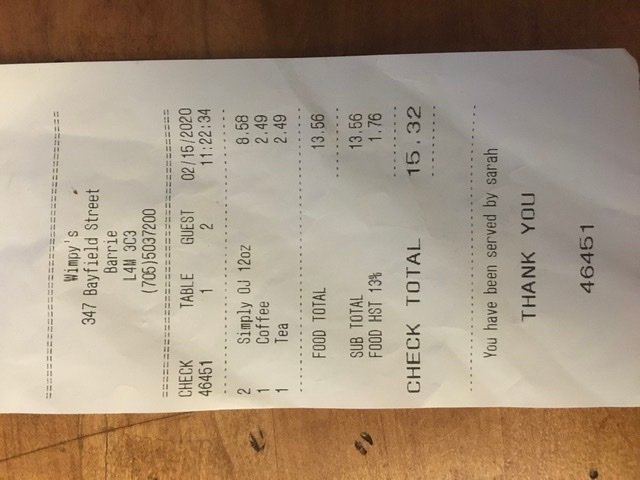 Wimpy's
347 Bayfield Street
Barrie
L4M 3C3
(705)5037200
CHECK TABLE GUEST 02/15/2020
46451 1 2 11:22:34
2 Simply OJ 12oz 8.58
1 Coffee 2.49
1 Tea 2.49
FOOD TOTAL 13.56
SUB TOTAL 13.56
FOOD HST 13% 1.76
CHECK TOTAL 15.32
You have been served by sarah
THANK YOU
46451